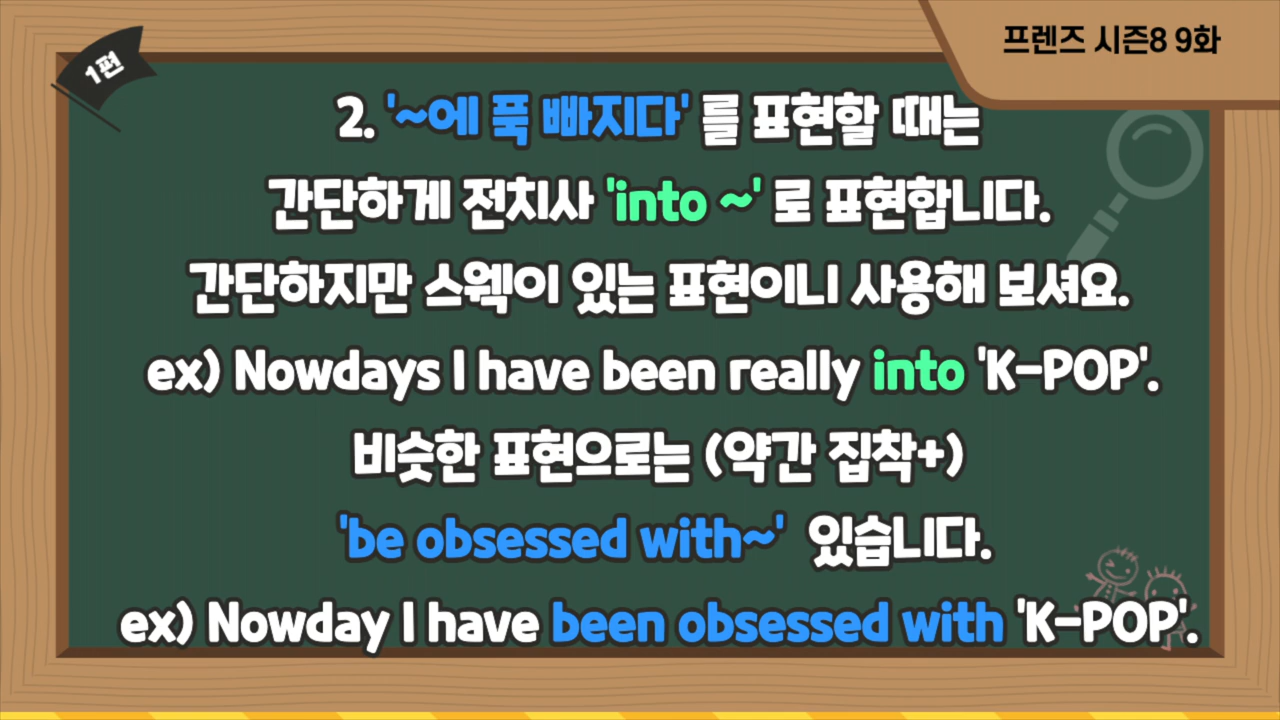 1편
프렌즈 시즌8 9화
2. '~에 푹 빠지다' 를 표현할 때는
간단하게 전치사 'into ~' 로 표현합니다.
간단하지만 스웩이 있는 표현이니 사용해 보셔요.
ex) Nowdays I have been really into 'K-POP'.
비슷한 표현으로는 (약간 집착+)
'be obsessed with~' 있습니다.
ex) Nowday I have been obsessed with 'K-POP'.